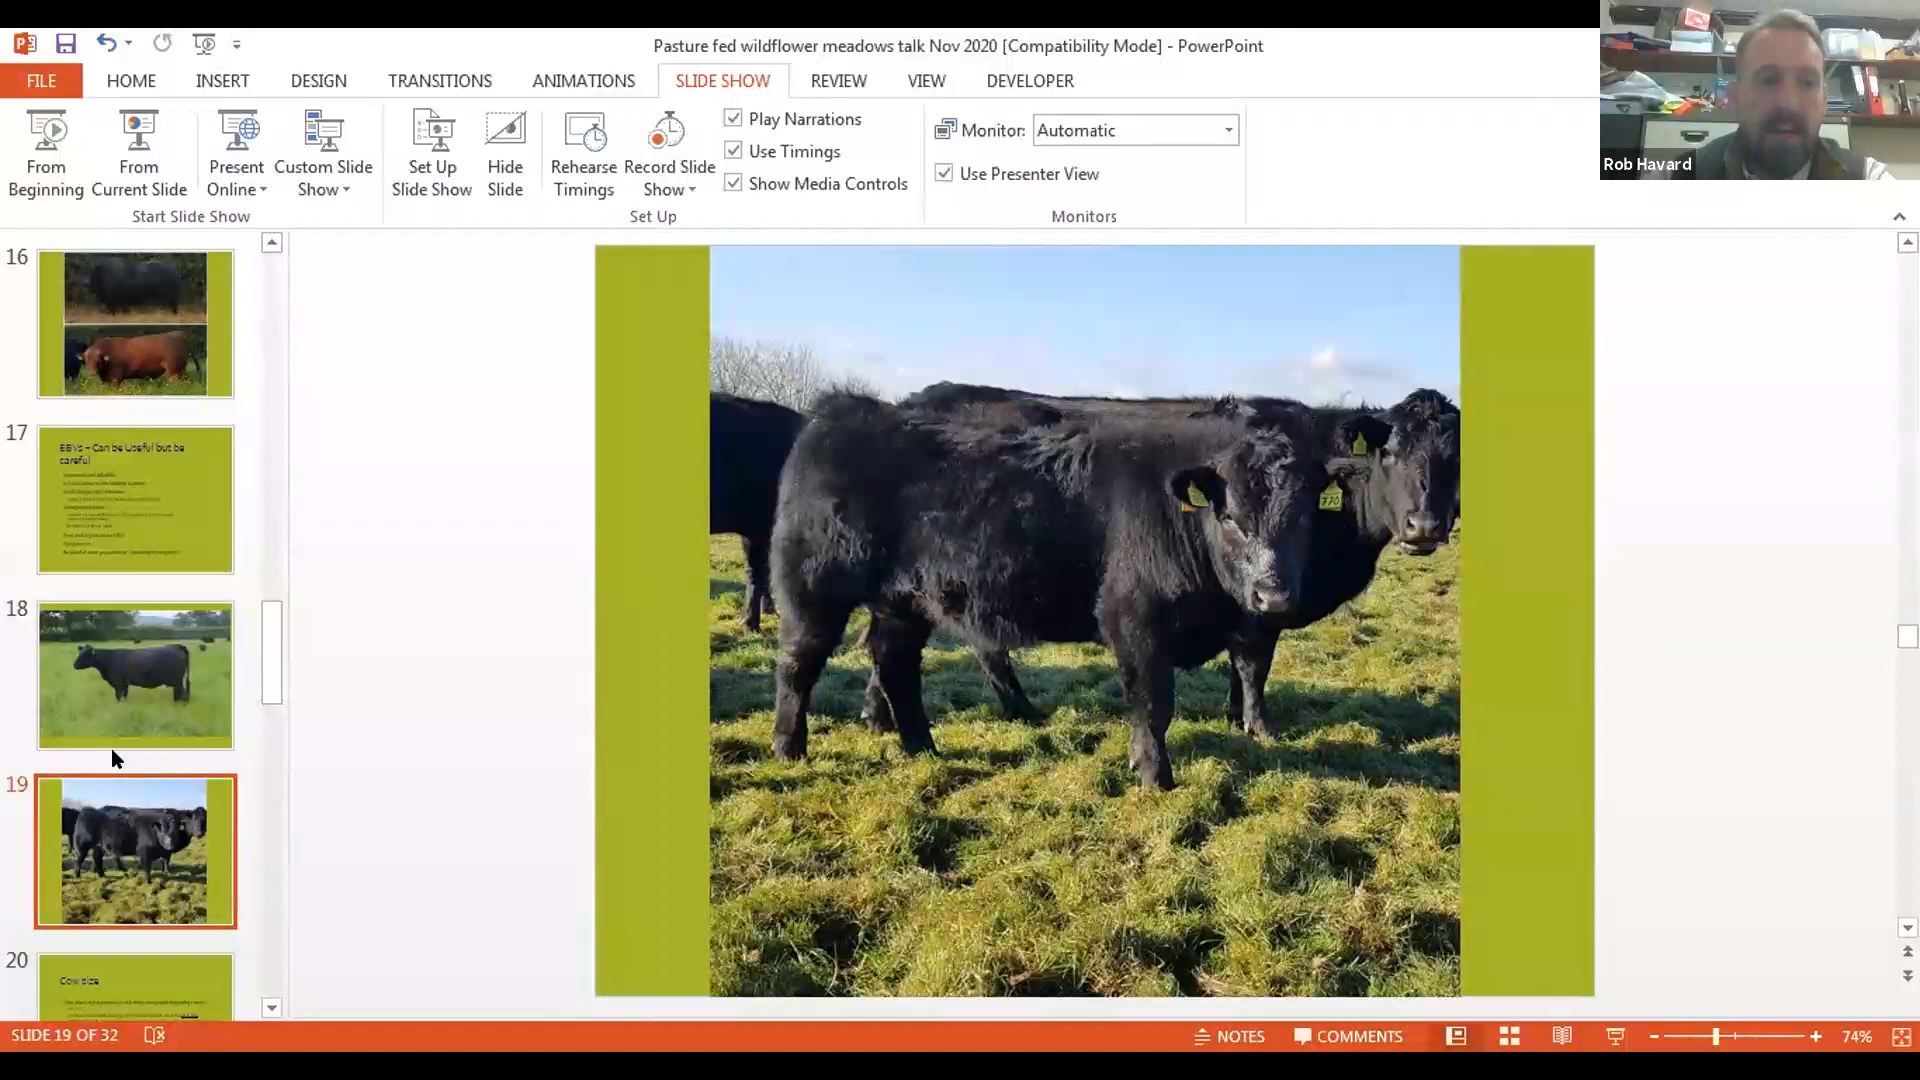 Pasture fed wildflower meadows talk Nov 2020 [Compatibility Mode] - PowerPoint
FILE HOME INSERT DESIGN TRANSITIONS ANIMATIONS SLIDE SHOW REVIEW VIEW DEVELOPER
From Beginning
From Current Slide
Present Online
Custom Slide Show
Start Slide Show
Set Up Slide Show
Hide Slide
Rehearse Timings
Record Slide Show
Play Narrations
Use Timings
Show Media Controls
Set Up
Monitor: Automatic
Use Presenter View
Monitors
Rob Havard
16
17
EBVs – Can be Useful but be
careful
18
19
20
Cow size
770
SLIDE 19 OF 32
NOTES COMMENTS 74%